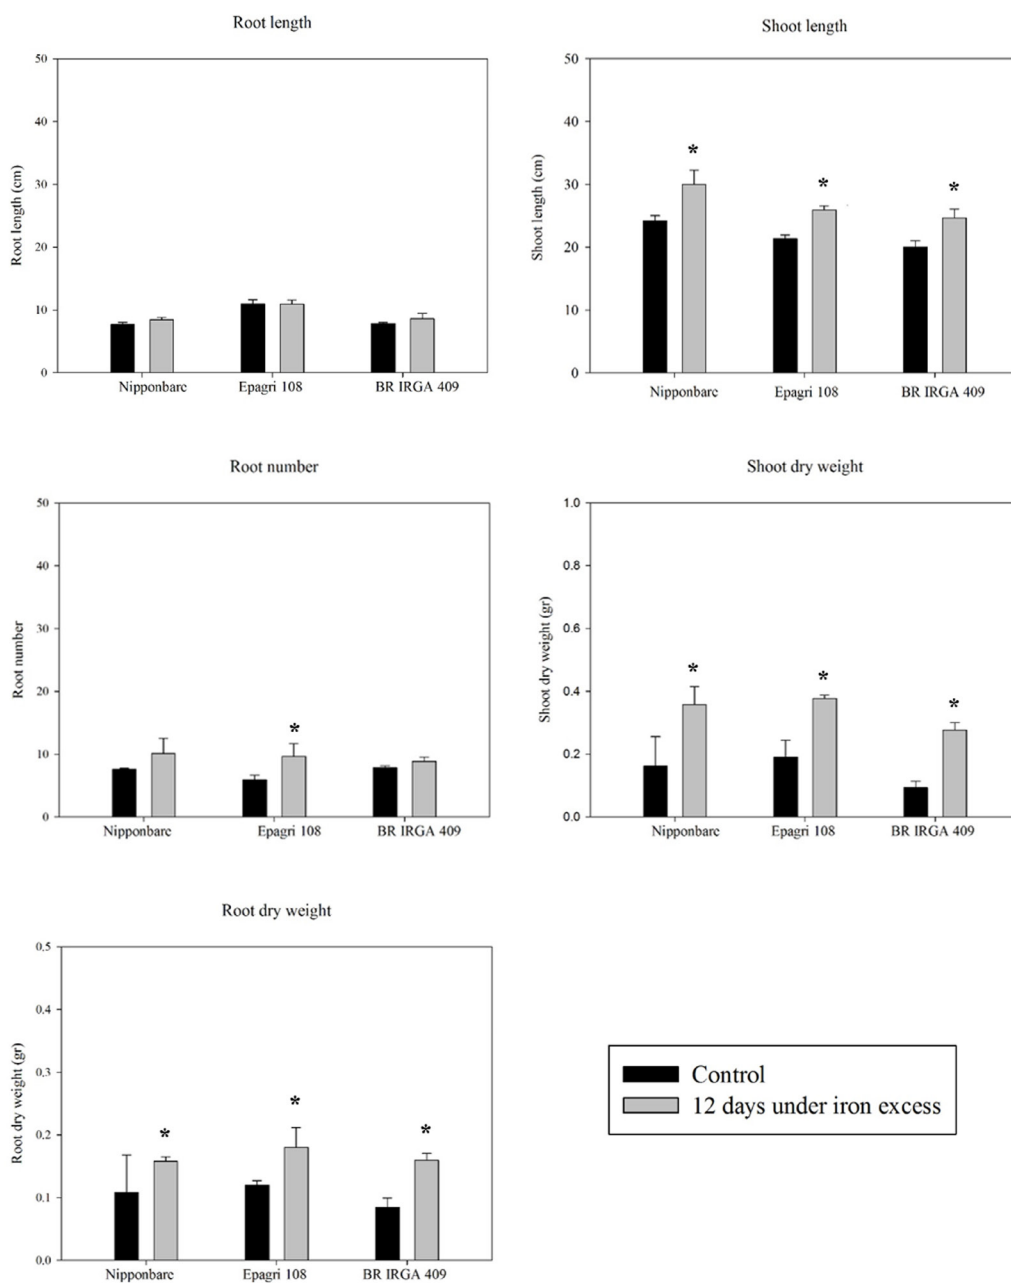 Root length
50
40
30
20
10
0
Root length (cm)
Nipponbare Epagri 108 BR IRGA 409
Shoot length
50
40
30
20
10
0
Shoot length (cm)
* * *
Nipponbare Epagri 108 BR IRGA 409
Root number
50
40
30
20
10
0
Root number
*
Nipponbare Epagri 108 BR IRGA 409
Shoot dry weight
1.0
0.8
0.6
0.4
0.2
0.0
Shoot dry weight (gr)
* * *
Nipponbare Epagri 108 BR IRGA 409
Root dry weight
0.5
0.4
0.3
0.2
0.1
0.0
Root dry weight (gr)
* * *
Nipponbare Epagri 108 BR IRGA 409
Control
12 days under iron excess